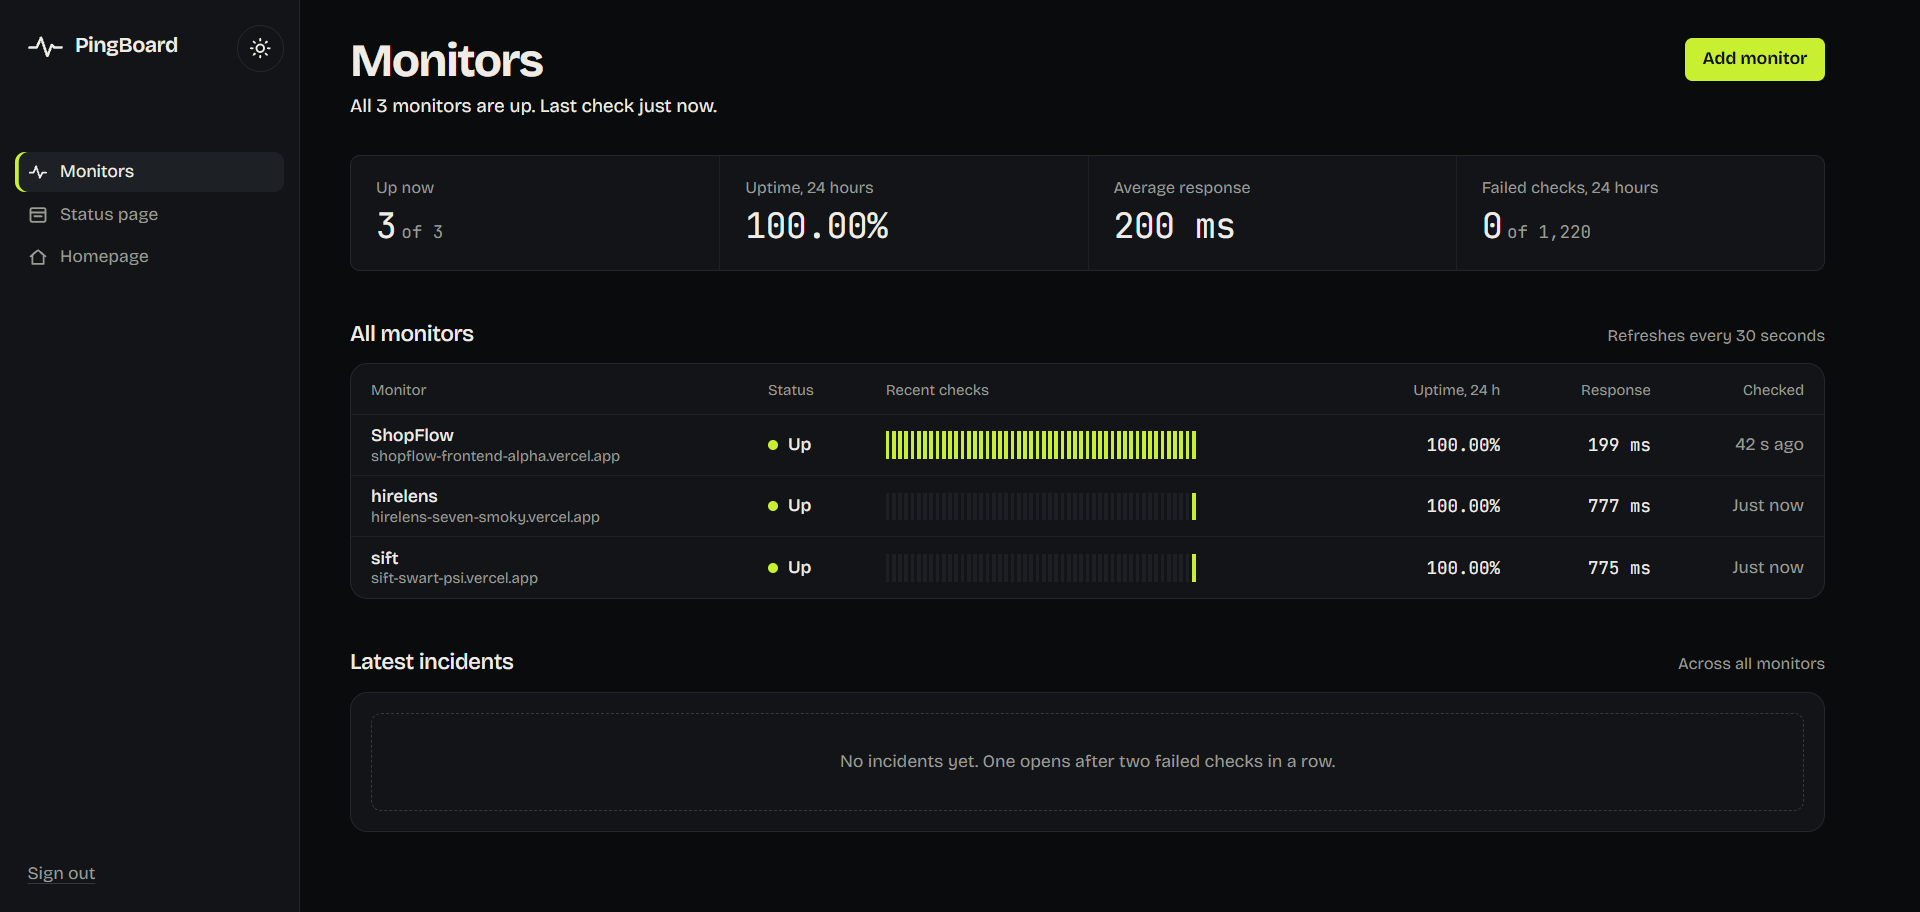 PingBoard
Monitors
Status page
Homepage
Sign out
Monitors
All 3 monitors are up. Last check just now.
Add monitor
Up now
3 of 3
Uptime, 24 hours
100.00%
Average response
200 ms
Failed checks, 24 hours
0 of 1,220
All monitors
Refreshes every 30 seconds
Monitor Status Recent checks Uptime, 24 h Response Checked
ShopFlow
shopflow-frontend-alpha.vercel.app
Up 100.00% 199 ms 42 s ago
hirelens
hirelens-seven-smoky.vercel.app
Up 100.00% 777 ms Just now
sift
sift-swart-psi.vercel.app
Up 100.00% 775 ms Just now
Latest incidents
Across all monitors
No incidents yet. One opens after two failed checks in a row.